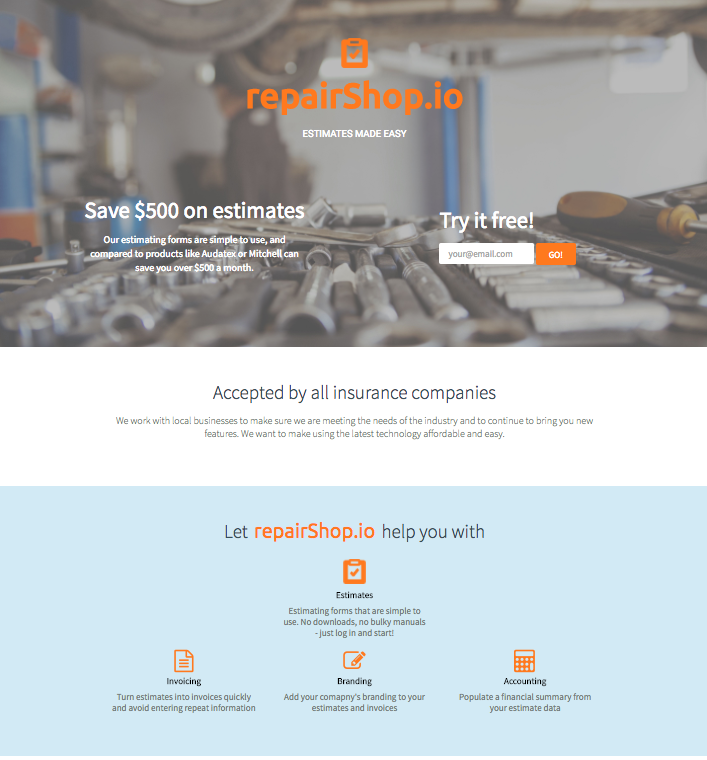 repairShop.io
ESTIMATES MADE EASY
Save $500 on estimates
Our estimating forms are simple to use, and
compared to products like Audatex or Mitchell can
save you over $500 a month.
Try it free!
your@email.com GO!
Accepted by all insurance companies
We work with local businesses to make sure we are meeting the needs of the industry and to continue to bring you new
features. We want to make using the latest technology affordable and easy.
Let repairShop.io help you with
Estimates
Estimating forms that are simple to
use. No downloads, no bulky manuals
- just log in and start!
Invoicing
Turn estimates into invoices quickly
and avoid entering repeat information
Branding
Add your comapny's branding to your
estimates and invoices
Accounting
Populate a financial summary from
your estimate data